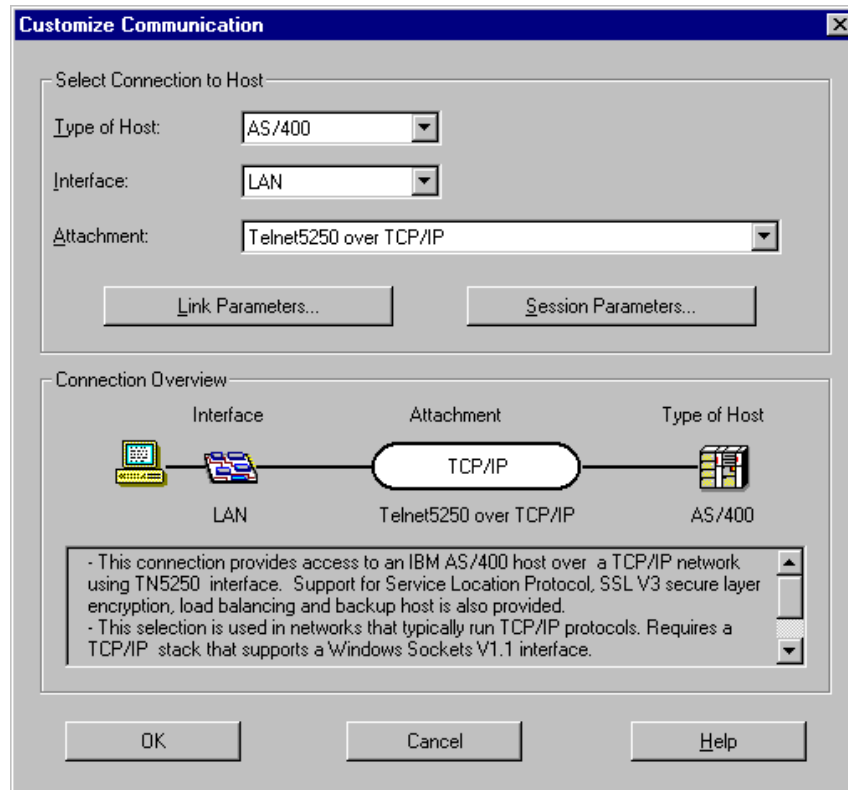 Customize Communication
Select Connection to Host
Type of Host:
AS/400
Interface:
LAN
Attachment:
Telnet5250 over TCP/IP
Link Parameters...
Session Parameters...
Connection Overview
Interface
Attachment
Type of Host
TCP/IP
LAN
Telnet5250 over TCP/IP
AS/400
- This connection provides access to an IBM AS/400 host over a TCP/IP network
using TN5250 interface. Support for Service Location Protocol, SSL V3 secure layer
encryption, load balancing and backup host is also provided.
- This selection is used in networks that typically run TCP/IP protocols. Requires a
TCP/IP stack that supports a Windows Sockets V1.1 interface.
OK
Cancel
Help